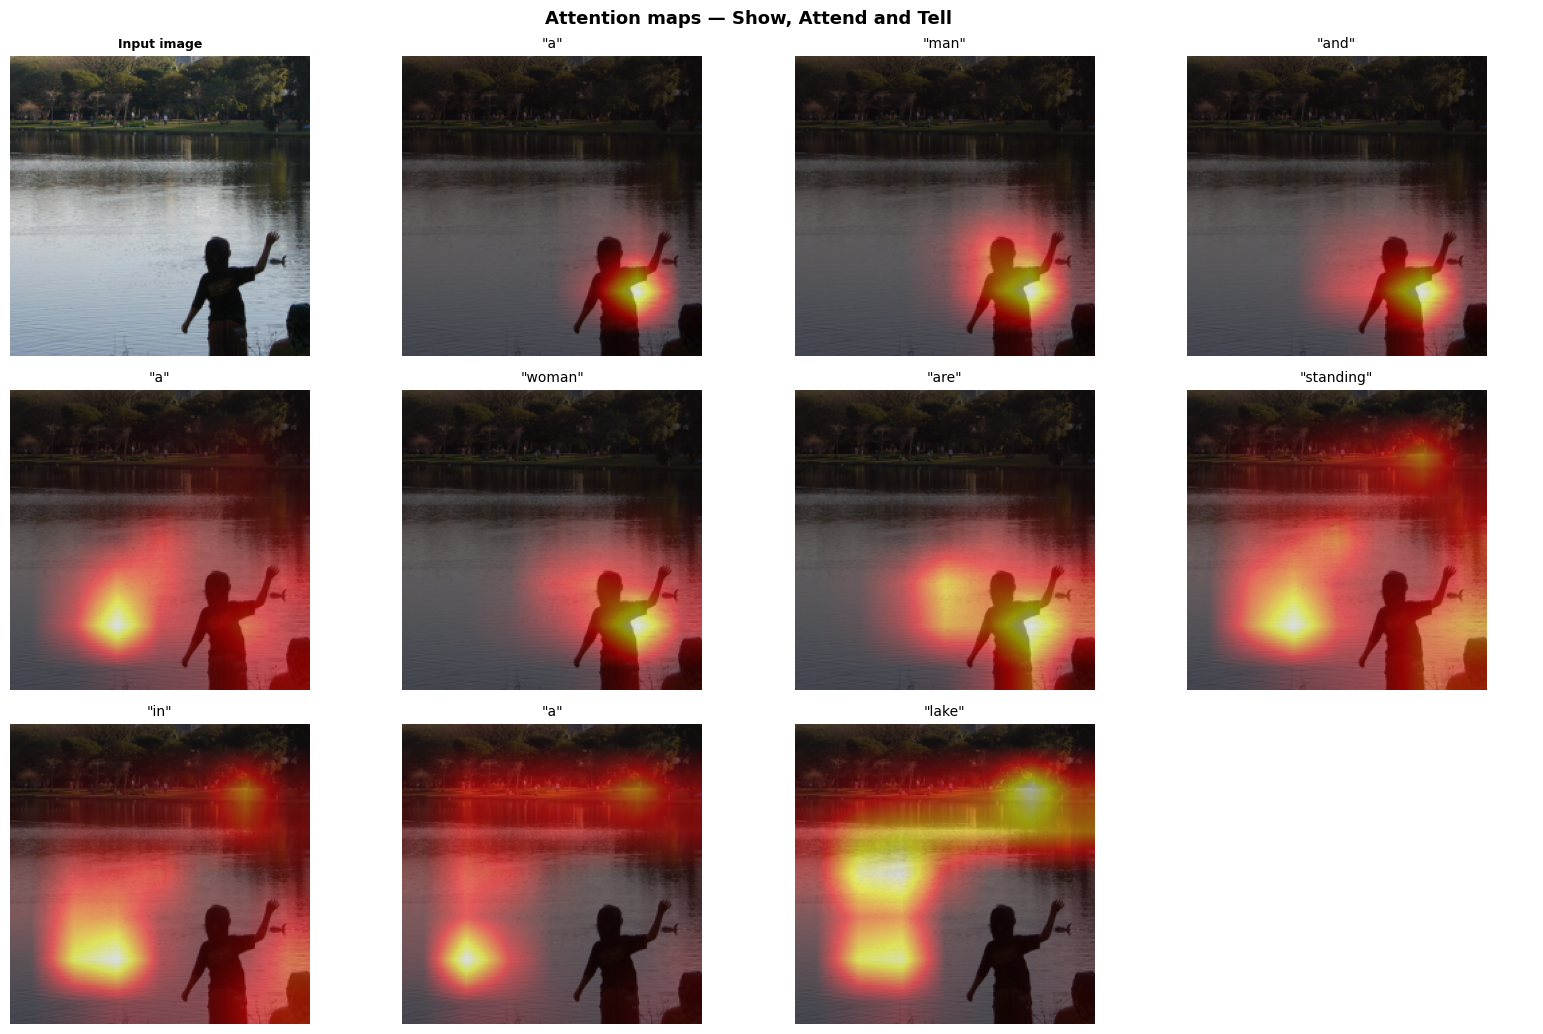 Attention maps — Show, Attend and Tell
Input image
"a"
"man"
"and"
"a"
"woman"
"are"
"standing"
"in"
"a"
"lake"